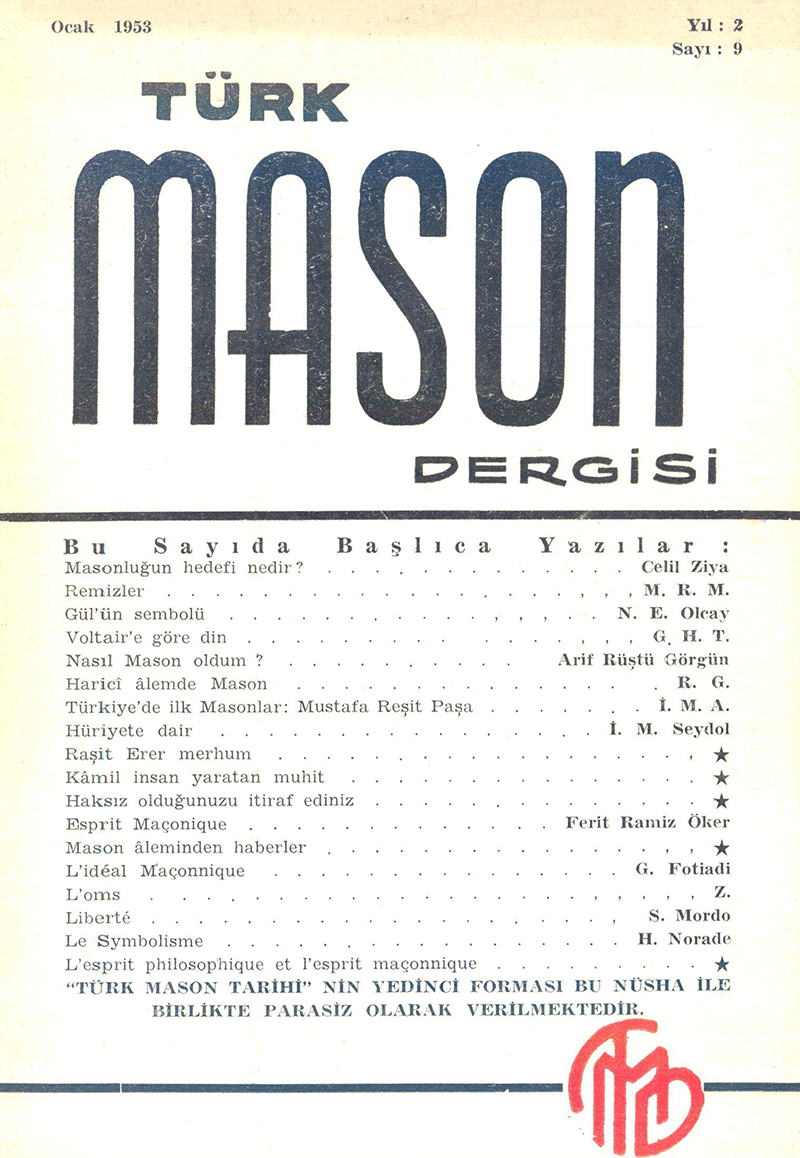 Ocak 1953
Yıl : 2
Sayı : 9
TÜRK
MASON
DERGİSİ
Bu Sayıda Başlıca Yazılar :
Masonluğun hedefi nedir? . . . . . . . . . . . . . Celil Ziya
Remizler . . . . . . . . . . . . . . . . . . , , , M. R. M.
Gül'ün sembolü . . . . . . . . . . . . , , , . . N. E. Olcay
Voltair'e göre din . . . . . . . . . . . . . . , , , G. H. T.
Nasıl Mason oldum ? . . . . . . . . . . Arif Rüştü Görgün
Haricî âlemde Mason . . . . . . . . . . . . . . . . R. G.
Türkiye'de ilk Masonlar: Mustafa Reşit Paşa . . . . . . . İ. M. A.
Hüriyete dair . . . . . . . . . . . . . . . . İ. M. Seydol
Raşit Erer merhum . . . . . . . . . . . . . . . . . , ★
Kâmil insan yaratan muhit . . . . . . . . . . . . . . . ★
Haksız olduğunuzu itiraf ediniz . . . . . . . . . . . . . . ★
Esprit Maçonique . . . . . . . . . . . . . Ferit Ramiz Öker
Mason âleminden haberler . . . . . . . . . . . . . . , , ★
L'idéal Maçonnique . . . . . . . . . . . . . . . G. Fotiadi
L'oms . . . . . . . . . . . . . . . . . , , , , , , Z.
Liberté . . . . . . . . . . . . . . . . . . . , S. Mordo
Le Symbolisme . . . . . . . . . . . . . . . . . H. Norade
L'esprit philosophique et l'esprit maçonnique . . . . . . . . . ★
“TÜRK MASON TARİHİ” NİN YEDİNCİ FORMASI BU NÜSHA İLE
BİRLİKTE PARASIZ OLARAK VERİLMEKTEDİR.
TMD